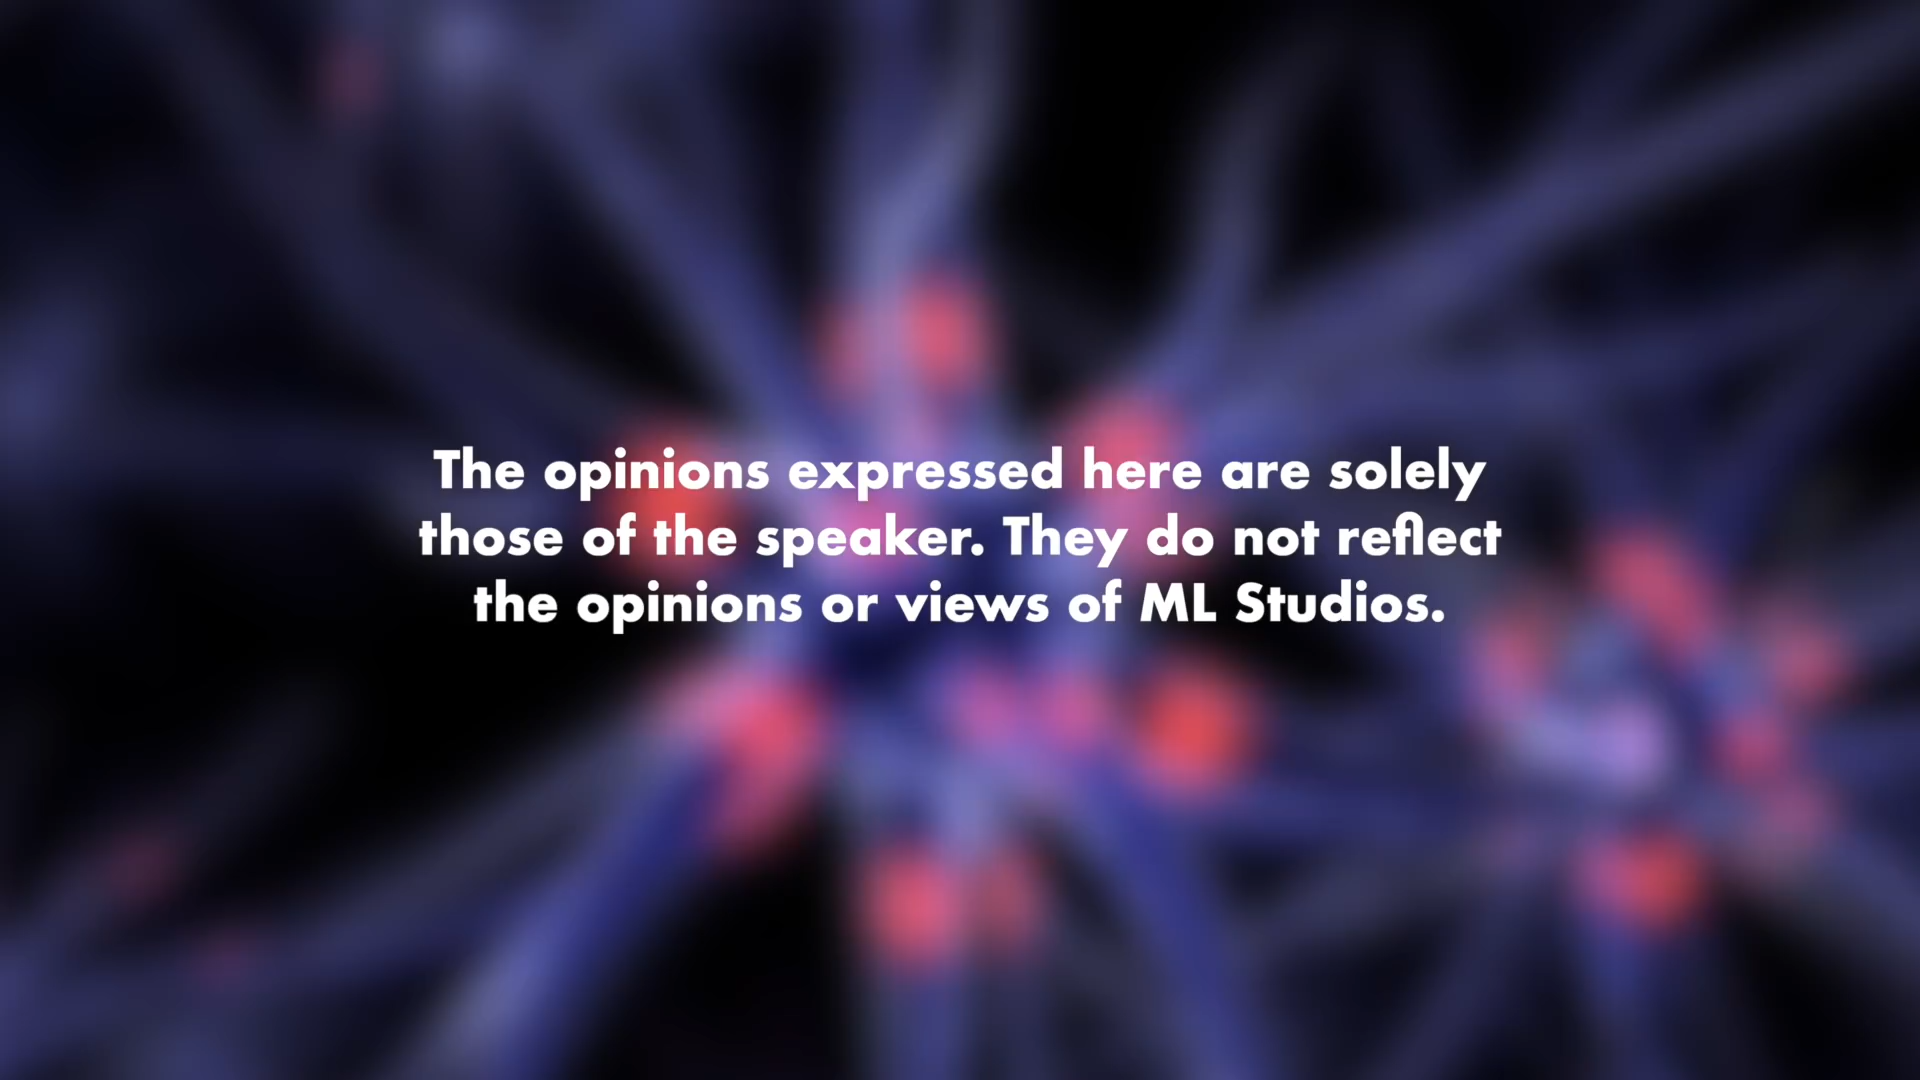 The opinions expressed here are solely
those of the speaker. They do not reflect
the opinions or views of ML Studios.